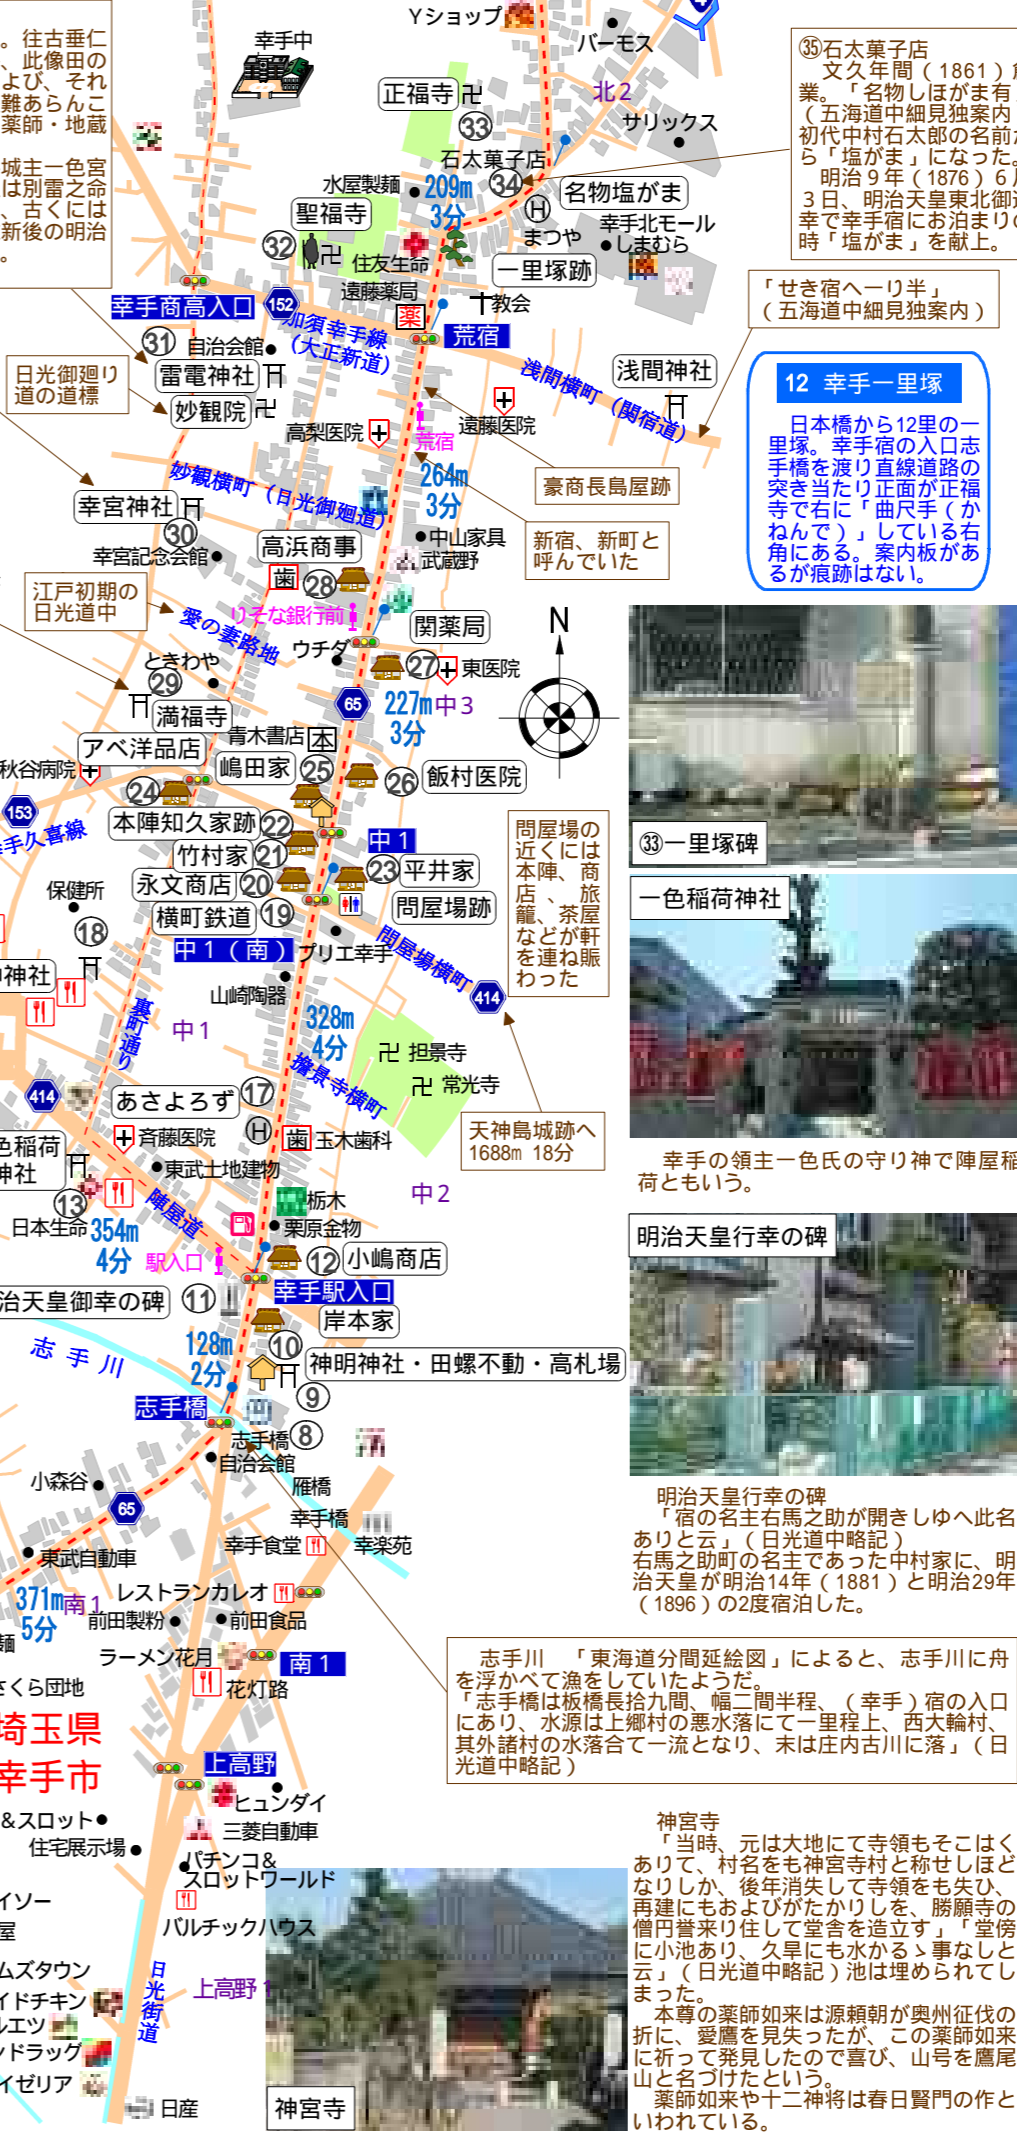 。往古垂仁
、此像田の
よび、それ
難あらんこ
薬師・地蔵
城主一色宮
は別雷之命
、古くには
新後の明治
。
幸手中
Yショップ
バーモス
4
正福寺
北2
㉝
サリックス
石太菓子店
㉞
水屋製麺
209m
3分
名物塩がま
聖福寺
H
まつや
幸手北モール
しまむら
㉜
住友生命
一里塚跡
遠藤薬局
教会
薬
幸手商高入口
152
加須幸手線
(大正新道)
荒宿
㉟石太菓子店
文久年間(1861)創
業。「名物しほがま有」
(五海道中細見独案内)
初代中村石太郎の名前か
ら「塩がま」になった。
明治9年(1876)6月
3日、明治天皇東北御巡
幸で幸手宿にお泊まりの
時「塩がま」を献上。
「せき宿へ一り半」
(五海道中細見独案内)
㉛
自治会館
日光御廻り
道の道標
雷電神社
妙観院
浅間横町(関宿道)
浅間神社
12 幸手一里塚
日本橋から12里の一
里塚。幸手宿の入口志
手橋を渡り直線道路の
突き当たり正面が正福
寺で右に「曲尺手(か
ねんで)」している右
角にある。案内板があ
るが痕跡はない。
高梨医院
荒宿
遠藤医院
妙観横町(日光御廻道)
264m
3分
豪商長島屋跡
幸宮神社
㉚
幸宮記念会館
高浜商事
中山家具
武蔵野
新宿、新町と
呼んでいた
歯
㉘
江戸初期の
日光道中
りそな銀行前
愛の妻路地
関薬局
ウチダ
ときわや
㉙
㉗
東医院
N
満福寺
65
227m
3分
中3
青木書店
本
アベ洋品店
嶋田家
㉕
秋谷病院
㉔
㉖
飯村医院
153
幸手久喜線
本陣知久家跡
㉒
竹村家
㉑
中1
㉓
平井家
永文商店
⑳
保健所
横町鉄道
⑲
問屋場跡
⑱
中1(南)
プリエ幸手
問屋場横町
問屋場の
近くには
本陣、商
店、旅
籠、茶屋
などが軒
を連ね賑
わった
㉝一里塚碑
一色稲荷神社
幸手の領主一色氏の守り神で陣屋稲
荷ともいう。
神社
山崎陶器
414
裏町通り
中1
328m
4分
担景寺
常光寺
擔景寺横町
414
あさよろず
⑰
H
歯
玉木歯科
天神島城跡へ
1688m 18分
色稲荷
神社
斉藤医院
東武土地建物
⑬
日本生命
陣屋道
栃木
栗原金物
中2
354m
4分
駅入口
⑫
小嶋商店
幸手駅入口
治天皇御幸の碑
⑪
岸本家
⑩
128m
2分
神明神社・田螺不動・高札場
⑨
志手川
志手橋
志手橋
自治会館
⑧
雁橋
明治天皇行幸の碑
明治天皇行幸の碑
「宿の名主右馬之助が開きしゆへ此名
ありと云」(日光道中略記)
右馬之助町の名主であった中村家に、明
治天皇が明治14年(1881)と明治29年
(1896)の2度宿泊した。
小森谷
65
東武自動車
幸手橋
幸手食堂
幸楽苑
371m
5分
南1
レストランカレオ
前田製粉
前田食品
麺
ラーメン花月
南1
花灯路
さくら団地
埼玉県
幸手市
志手川 「東海道分間延絵図」によると、志手川に舟
を浮かべて漁をしていたようだ。
「志手橋は板橋長拾九間、幅二間半程、(幸手)宿の入口
にあり、水源は上郷村の悪水落にて一里程上、西大輪村、
其外諸村の水落合て一流となり、末は庄内古川に落」(日
光道中略記)
上高野
ヒュンダイ
&スロット
三菱自動車
住宅展示場
パチンコ&
スロットワールド
イソー
屋
バルチックハウス
ムズタウン
イドチキン
ルエツ
ンドラッグ
イゼリア
日光街道
上高野1
日産
神宮寺
神宮寺
「当時、元は大地にて寺領もそこはく
ありて、村名をも神宮寺村と称せしほど
なりしか、後年消失して寺領をも失ひ、
再建にもおよびがたかりしを、勝願寺の
僧円誉来り住して堂舎を造立す」「堂傍
に小池あり、久旱にも水かるゝ事なしと
云」(日光道中略記)池は埋められてし
まった。
本尊の薬師如来は源頼朝が奥州征伐の
折に、愛鷹を見失ったが、この薬師如来
に祈って発見したので喜び、山号を鷹尾
山と名づけたという。
薬師如来や十二神将は春日賢門の作と
いわれている。